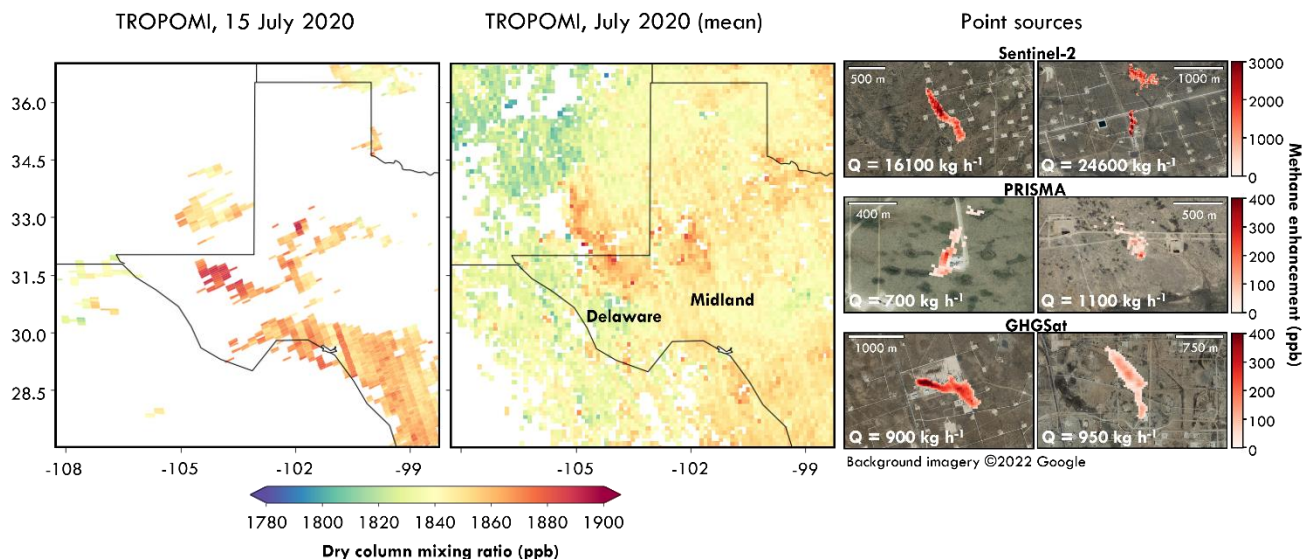 TROPOMI, 15 July 2020
36.0
34.5
33.0
31.5
30.0
28.5
-108
-105
-102
-99
TROPOMI, July 2020 (mean)
Delaware
Midland
-105
-102
-99
1780 1800 1820 1840 1860 1880 1900
Dry column mixing ratio (ppb)
Point sources
Sentinel-2
500 m
Q = 16100 kg h⁻¹
1000 m
Q = 24600 kg h⁻¹
3000
2000
1000
0
PRISMA
400 m
Q = 700 kg h⁻¹
500 m
Q = 1100 kg h⁻¹
400
300
200
100
0
GHGSat
1000 m
Q = 900 kg h⁻¹
750 m
Q = 950 kg h⁻¹
400
300
200
100
0
Methane enhancement (ppb)
Background imagery ©2022 Google